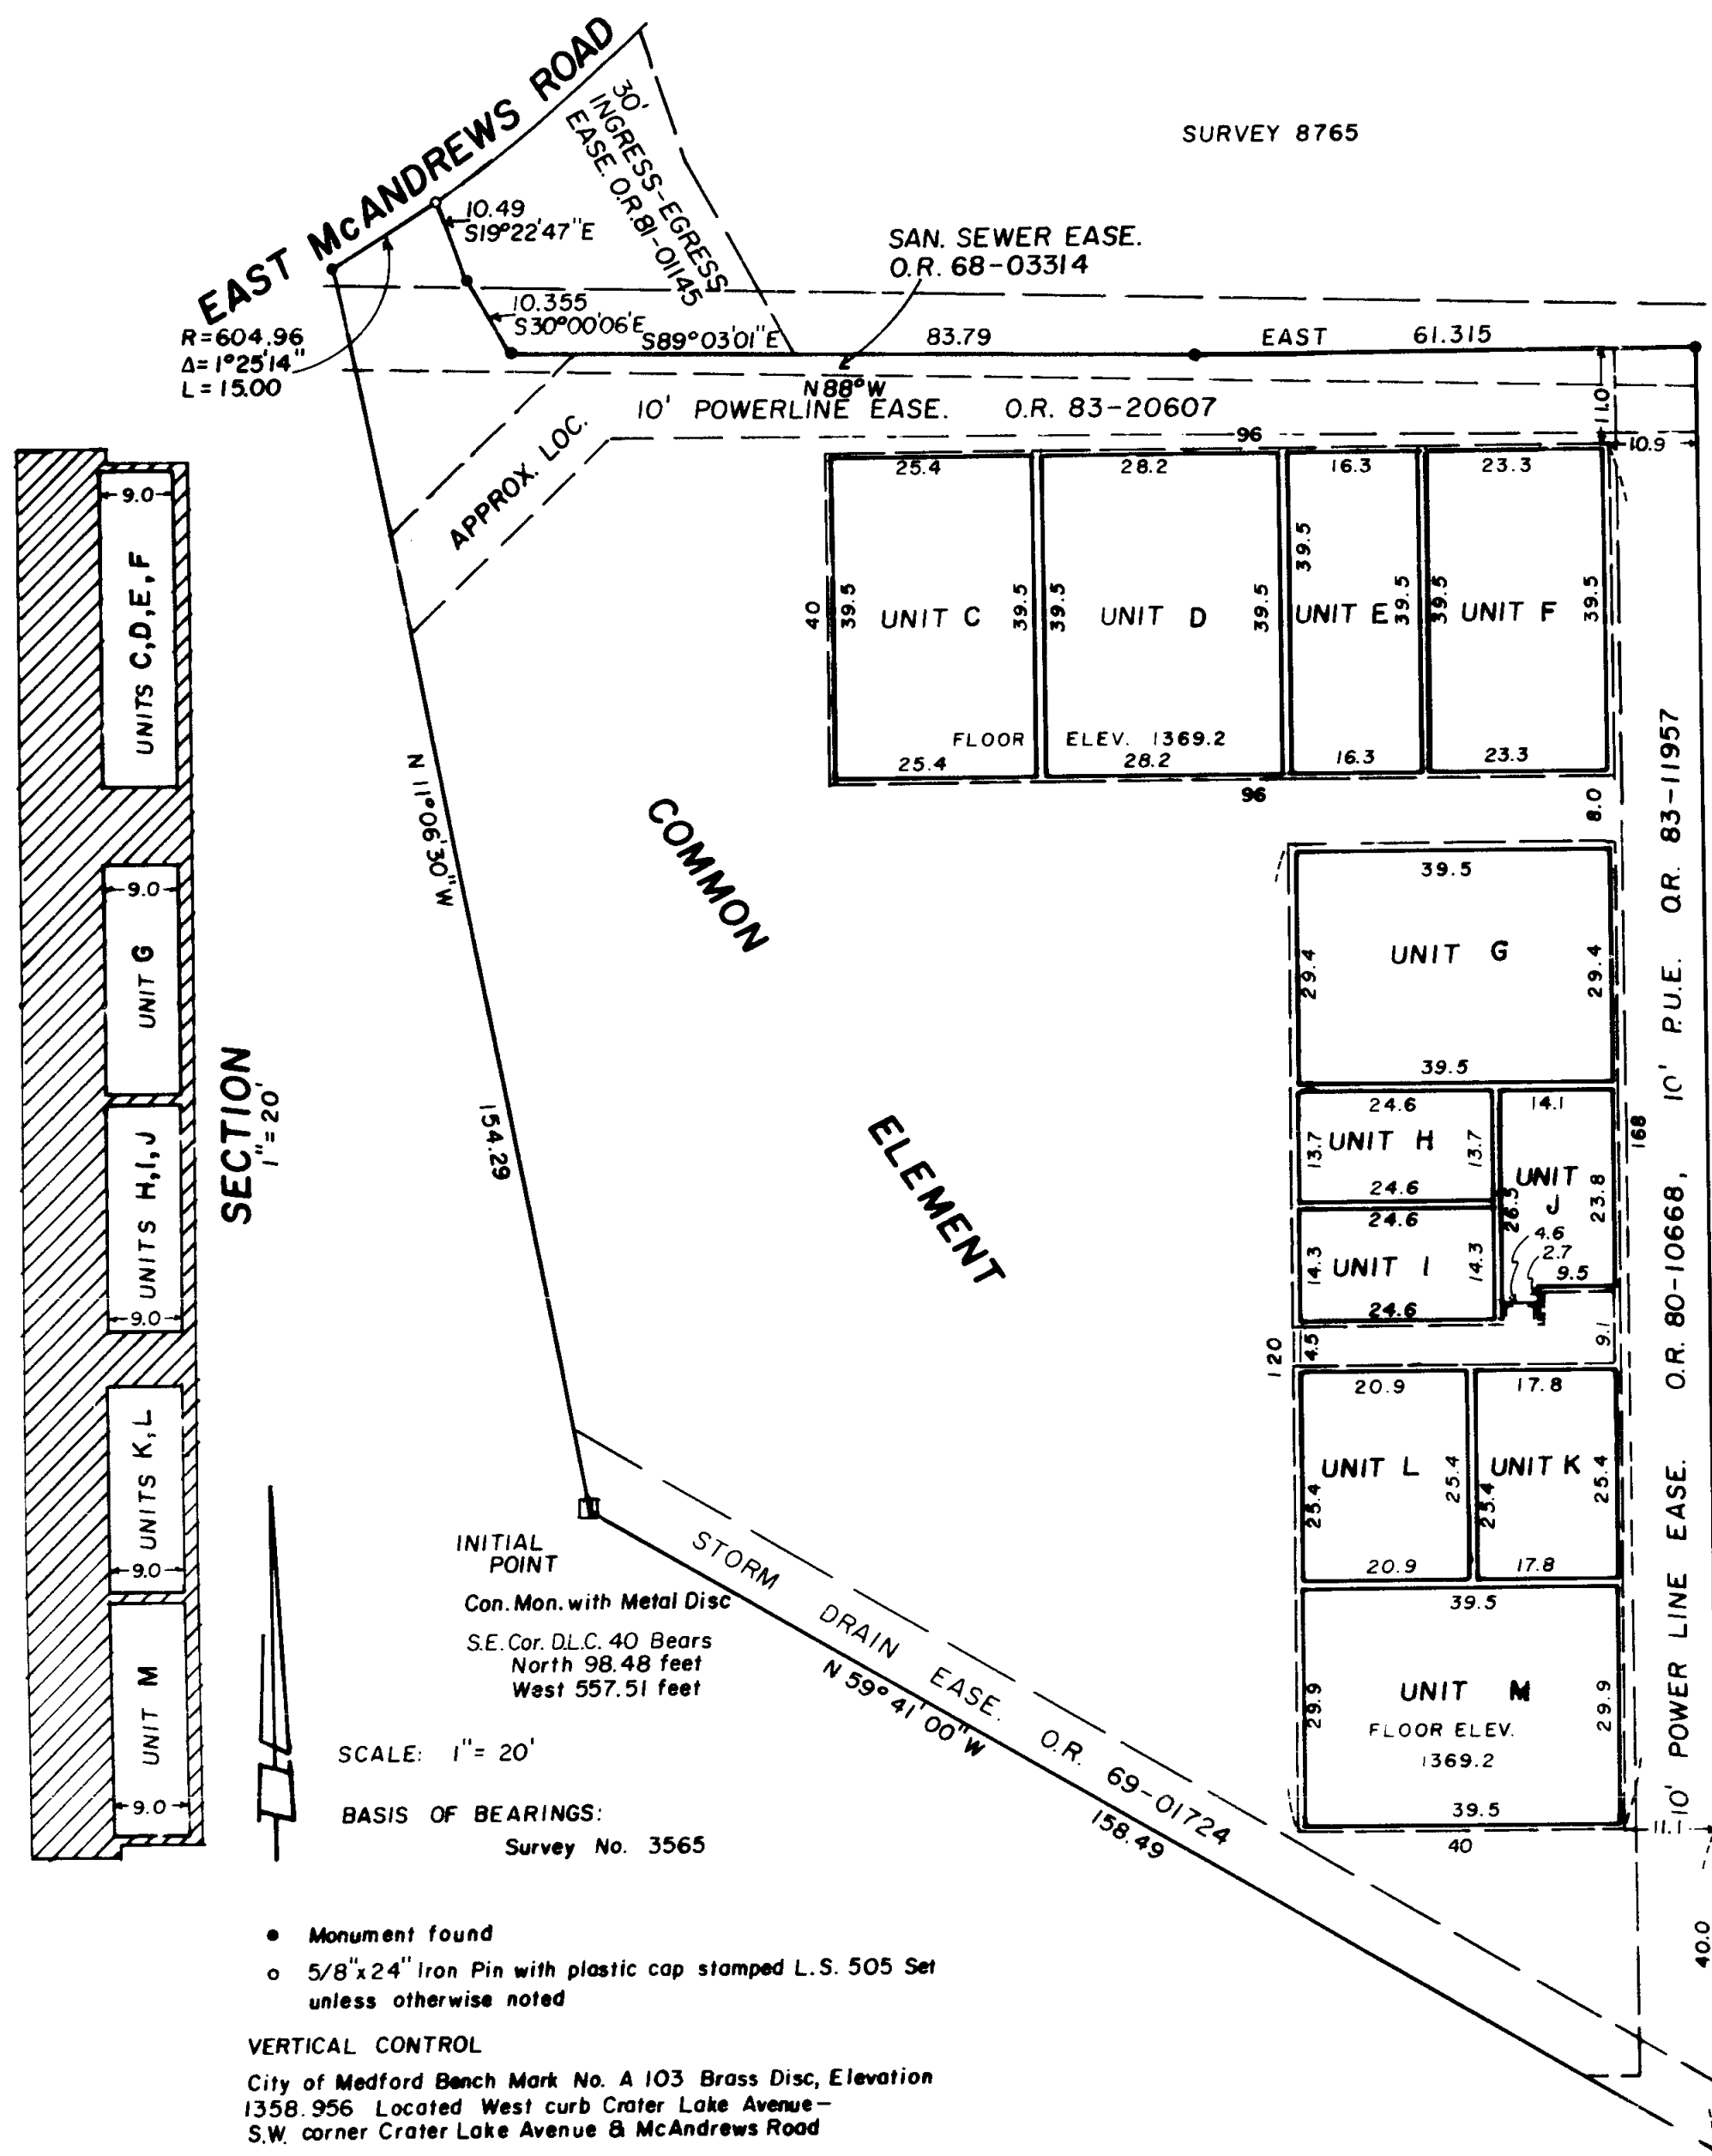 EAST McANDREWS ROAD
30'
INGRESS-EGRESS
EASE. O.R.81-01145
SURVEY 8765
10.49
S19°22'47"E
SAN. SEWER EASE.
O.R. 68-03314
10.355
S30°00'06"E
R=604.96
Δ=1°25'14"
L=15.00
S89°03'01"E
83.79
EAST
61.315
N88°W
10' POWERLINE EASE. O.R. 83-20607
11.0
10.9
APPROX. LOC.
96
25.4
28.2
16.3
23.3
40
39.5
UNIT C
39.5
39.5
UNIT D
39.5
39.5
UNIT E
39.5
39.5
UNIT F
39.5
FLOOR ELEV. 1369.2
25.4
28.2
16.3
23.3
96
8.0
9.0
UNITS C,D,E,F
9.0
UNIT G
UNITS H,I,J
9.0
UNITS K,L
9.0
UNIT M
9.0
SECTION
1"=20'
N 11°06'30"W
154.29
COMMON
ELEMENT
39.5
29.4
UNIT G
29.4
39.5
24.6
13.7
UNIT H
13.7
24.6
24.6
14.3
UNIT I
14.3
24.6
14.1
UNIT
J
26.5
23.8
4.6
2.7
9.5
168
120
4.5
9.1
20.9
17.8
UNIT L
25.4
25.4
UNIT K
25.4
25.4
20.9
17.8
39.5
29.9
UNIT M
29.9
FLOOR ELEV.
1369.2
39.5
40
11.1
40.0
10' POWER LINE EASE. O.R. 80-10668, 10' P.U.E. O.R. 83-11957
INITIAL
POINT
Con. Mon. with Metal Disc
S.E. Cor. D.L.C. 40 Bears
North 98.48 feet
West 557.51 feet
STORM DRAIN EASE. O.R. 69-01724
N 59°41'00"W
158.49
SCALE: 1"= 20'
BASIS OF BEARINGS:
Survey No. 3565
● Monument found
o 5/8"x24" Iron Pin with plastic cap stamped L.S. 505 Set
unless otherwise noted
VERTICAL CONTROL
City of Medford Bench Mark No. A 103 Brass Disc, Elevation
1358.956 Located West curb Crater Lake Avenue-
S.W. corner Crater Lake Avenue & McAndrews Road